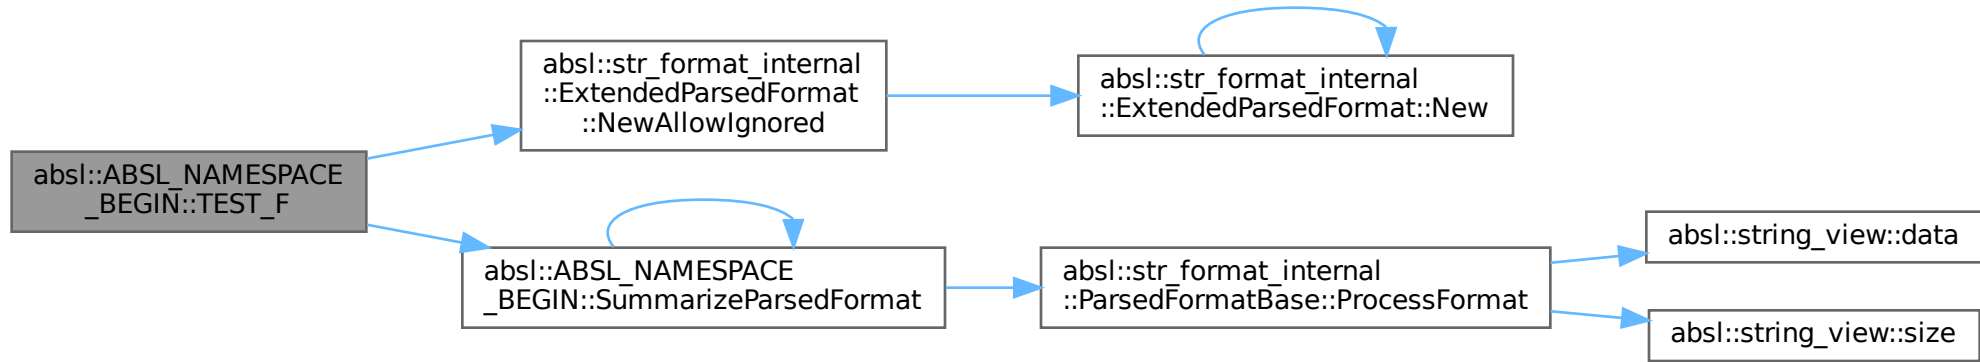 absl::ABSL_NAMESPACE
_BEGIN::TEST_F
absl::str_format_internal
::ExtendedParsedFormat
::NewAllowIgnored
absl::str_format_internal
::ExtendedParsedFormat::New
absl::ABSL_NAMESPACE
_BEGIN::SummarizeParsedFormat
absl::str_format_internal
::ParsedFormatBase::ProcessFormat
absl::string_view::data
absl::string_view::size